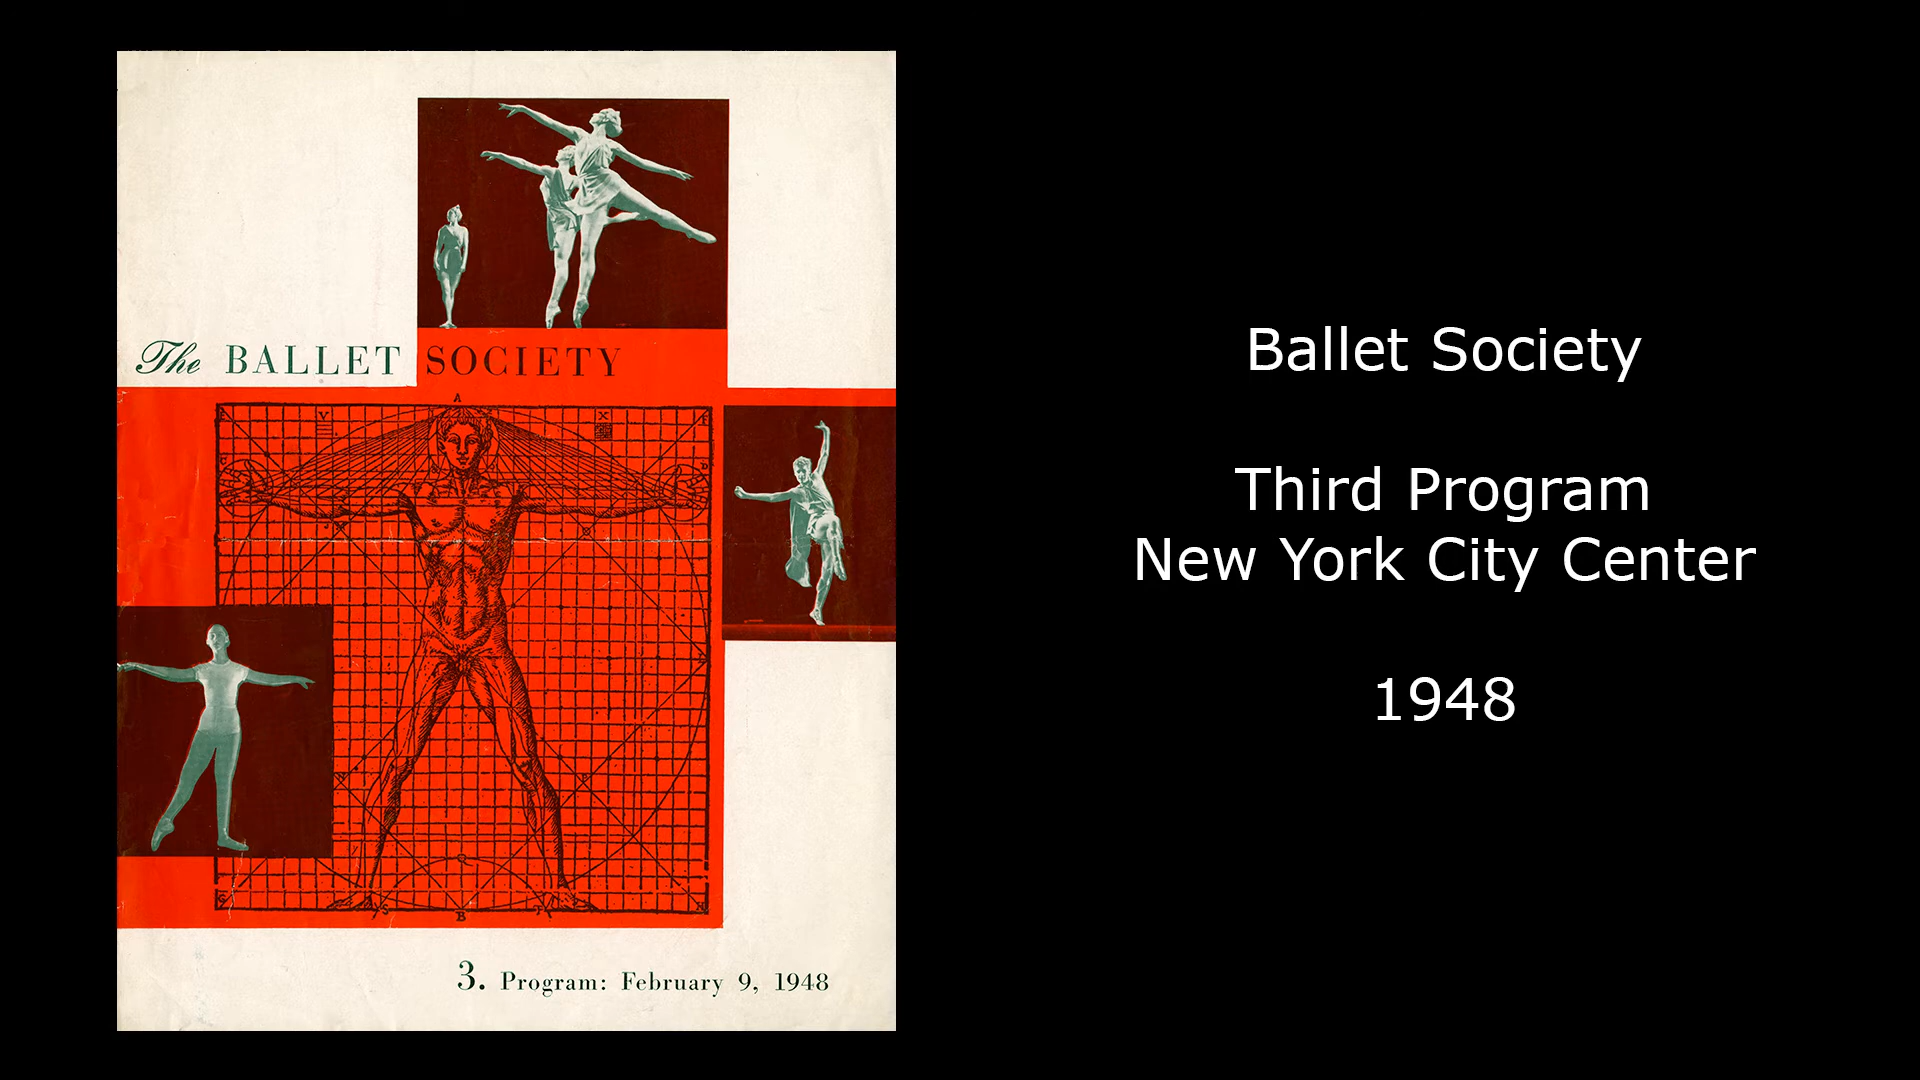 The BALLET SOCIETY
A
V
X
C
D
S
B
T
H
3. Program: February 9, 1948
Ballet Society
Third Program
New York City Center
1948